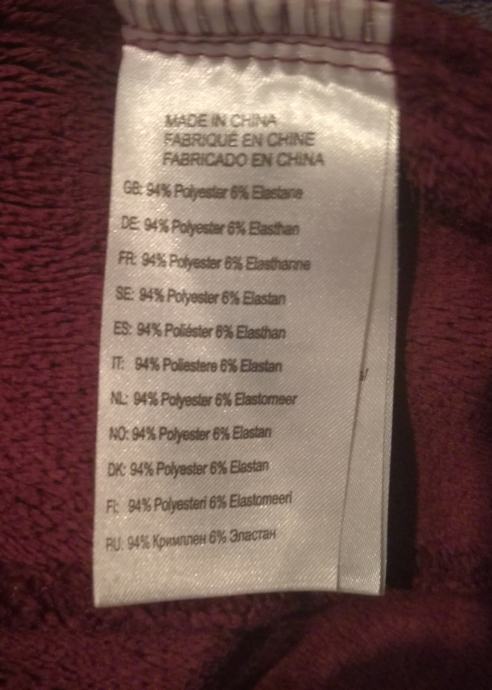 MADE IN CHINA
FABRIQUÉ EN CHINE
FABRICADO EN CHINA
GB: 94% Polyester 6% Elastane
DE: 94% Polyester 6% Elasthan
FR: 94% Polyester 6% Elasthanne
SE: 94% Polyester 6% Elastan
ES: 94% Poliéster 6% Elasthan
IT: 94% Poliestere 6% Elastan
NL: 94% Polyester 6% Elastomeer
NO: 94% Polyester 6% Elastan
DK: 94% Polyester 6% Elastan
FI: 94% Polyesteri 6% Elastomeeri
RU: 94% Кримплен 6% Эластан